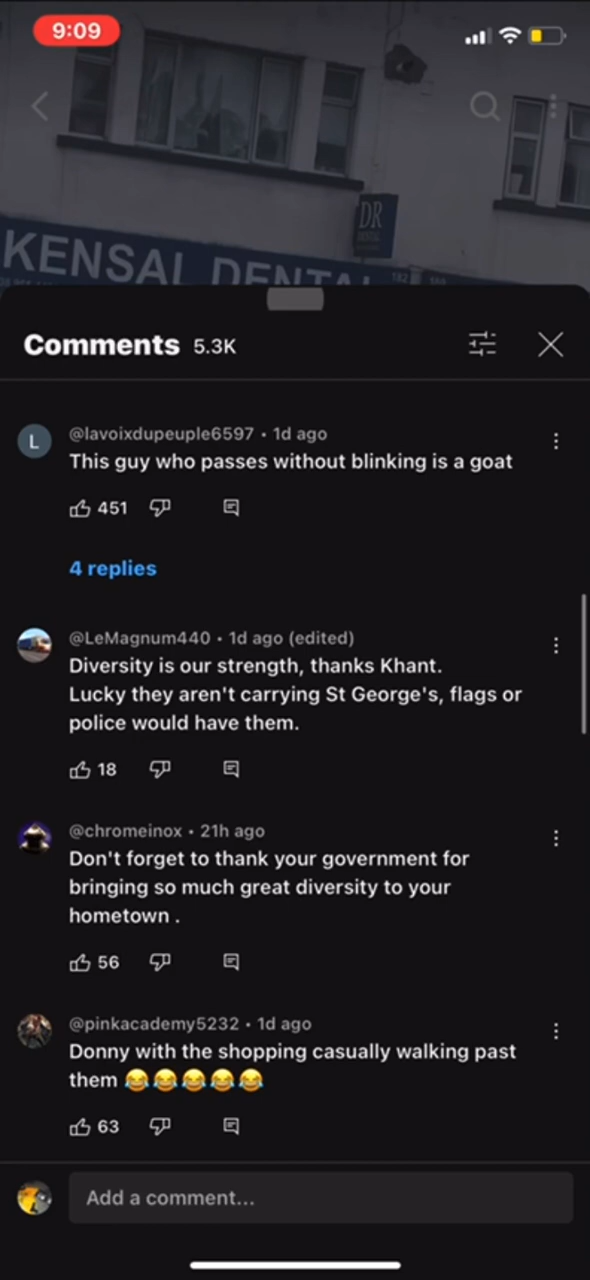 9:09
DR
DENTAL
KENSAL DENTAL
Comments 5.3K
L
@lavoixdupeuple6597 • 1d ago
This guy who passes without blinking is a goat
451
4 replies
@LeMagnum440 • 1d ago (edited)
Diversity is our strength, thanks Khant.
Lucky they aren't carrying St George's, flags or
police would have them.
18
@chromeinox • 21h ago
Don't forget to thank your government for
bringing so much great diversity to your
hometown .
56
@pinkacademy5232 • 1d ago
Donny with the shopping casually walking past
them 😂😂😂😂😂
63
Add a comment...